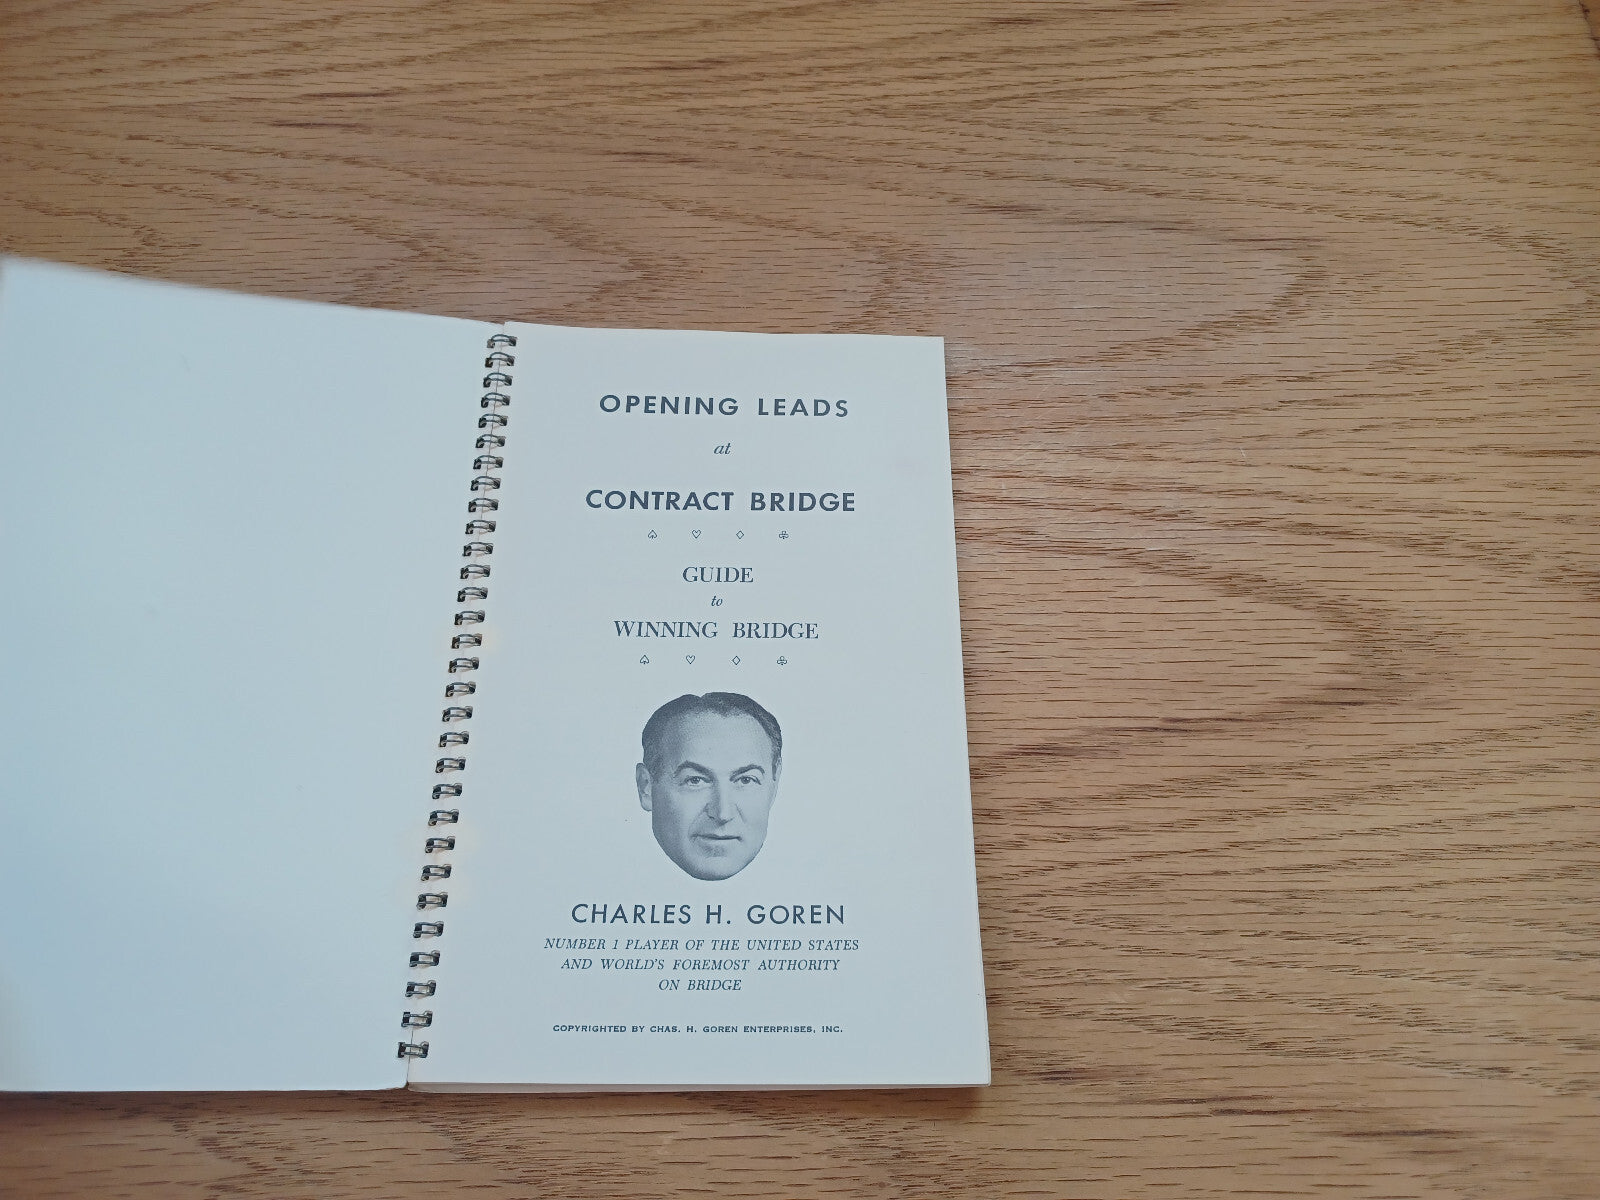 OPENING LEADS
at
CONTRACT BRIDGE
♤ ♡ ♢ ♧
GUIDE
to
WINNING BRIDGE
♤ ♡ ♢ ♧
CHARLES H. GOREN
NUMBER 1 PLAYER OF THE UNITED STATES
AND WORLD'S FOREMOST AUTHORITY
ON BRIDGE
COPYRIGHTED BY CHAS. H. GOREN ENTERPRISES, INC.